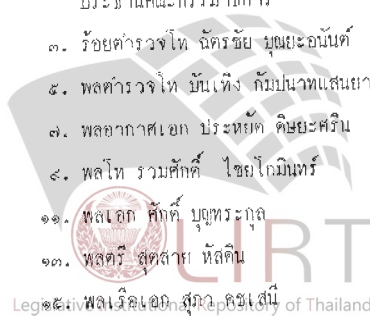 ประธานคณะกรรมาธิการ
๓. ร้อยตำรวจโท ฉัตรชัย บุณยะอนันต์
๕. พลตำรวจโท บันเทิง กัมปนาทแสนยา
๗. พลอากาศเอก ประหยัด ดิษยะศริน
๙. พลโท รวมศักดิ์ ไชยโกมินทร์
๑๑. พลเอก ศักดิ์ บุญทระกุล
๑๓. พลตรี สุตสาย หัสดิน
๑๕. พลเรือเอก สุภา คชเสนี
LIRT
Legislative Institutional Repository of Thailand